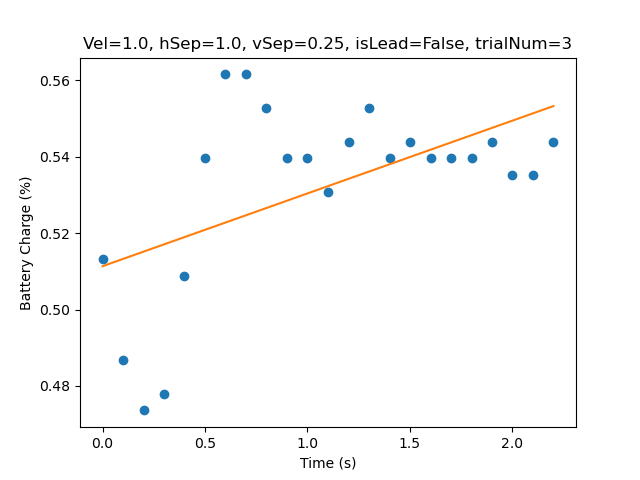 Vel=1.0, hSep=1.0, vSep=0.25, isLead=False, trialNum=3
0.56
0.54
0.52
0.50
0.48
Battery Charge (%)
0.0 0.5 1.0 1.5 2.0
Time (s)